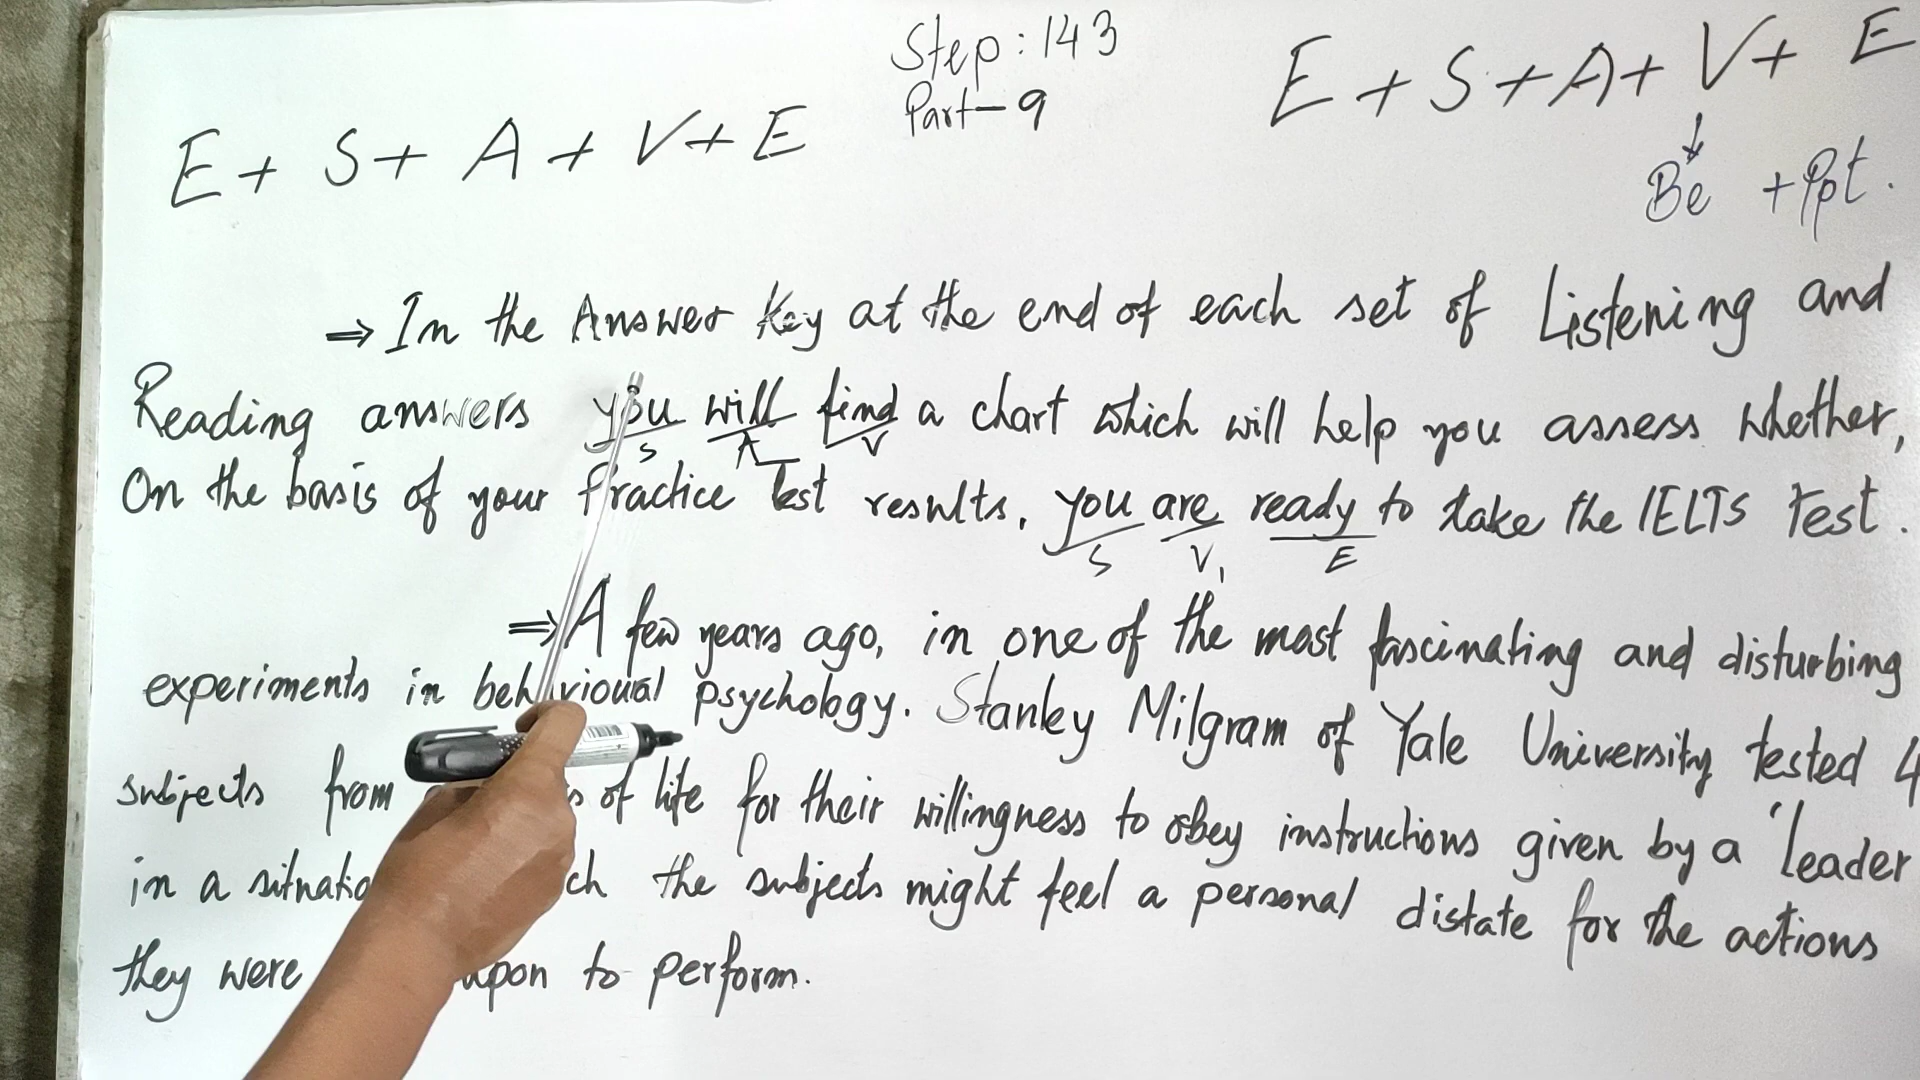 Step: 143
Part-9
E + S + A + V + E
E + S + A + V + E
Be + Ppt.
⇒ In the Answer Key at the end of each set of Listening and
Reading answers you will find a chart which will help you assess whether,
S A V
On the basis of your Practice Test results, you are ready to take the IELTS Test.
S V1 E
⇒ A few years ago, in one of the most fascinating and disturbing
experiments in behavioural psychology. Stanley Milgram of Yale University tested 4
subjects from of life for their willingness to obey instructions given by a 'leader
in a the subjects might feel a personal distate for the actions
they were upon to perform.